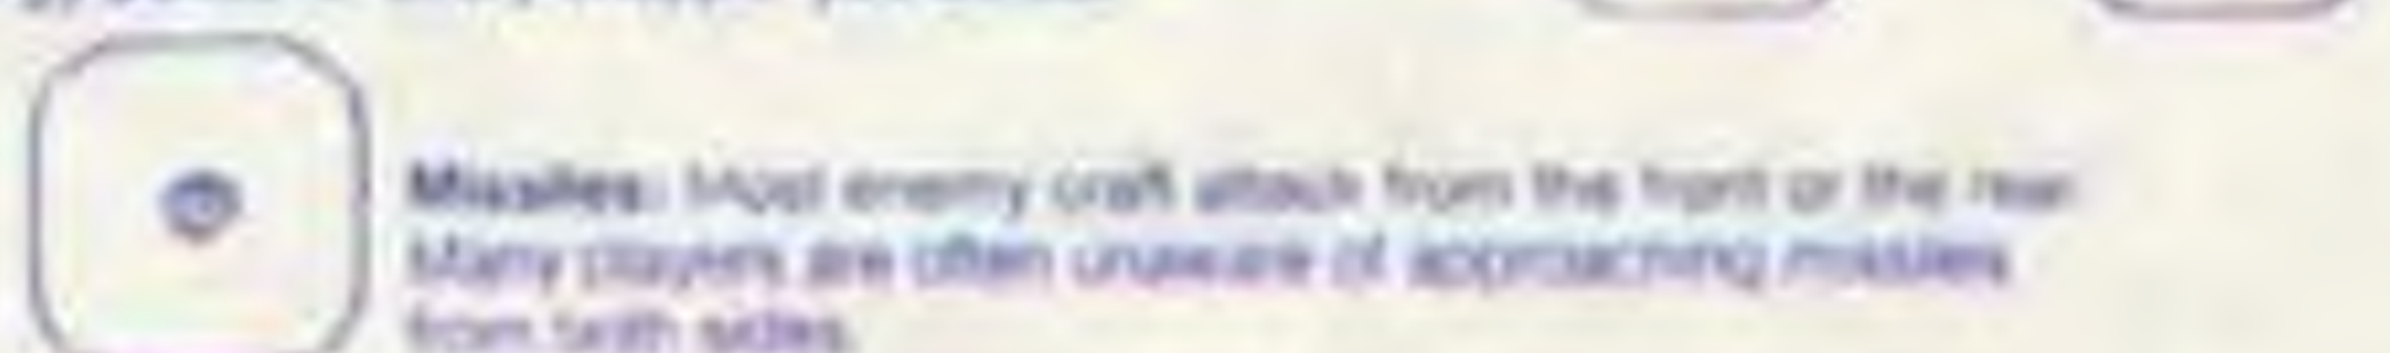 Missiles: Most enemy craft attack from the front or the rear.
Many players are often unaware of approaching missiles
from both sides.